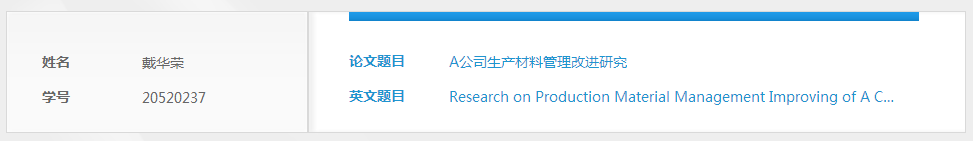 姓名 戴华荣
学号 20520237
论文题目 A公司生产材料管理改进研究
英文题目 Research on Production Material Management Improving of A C...